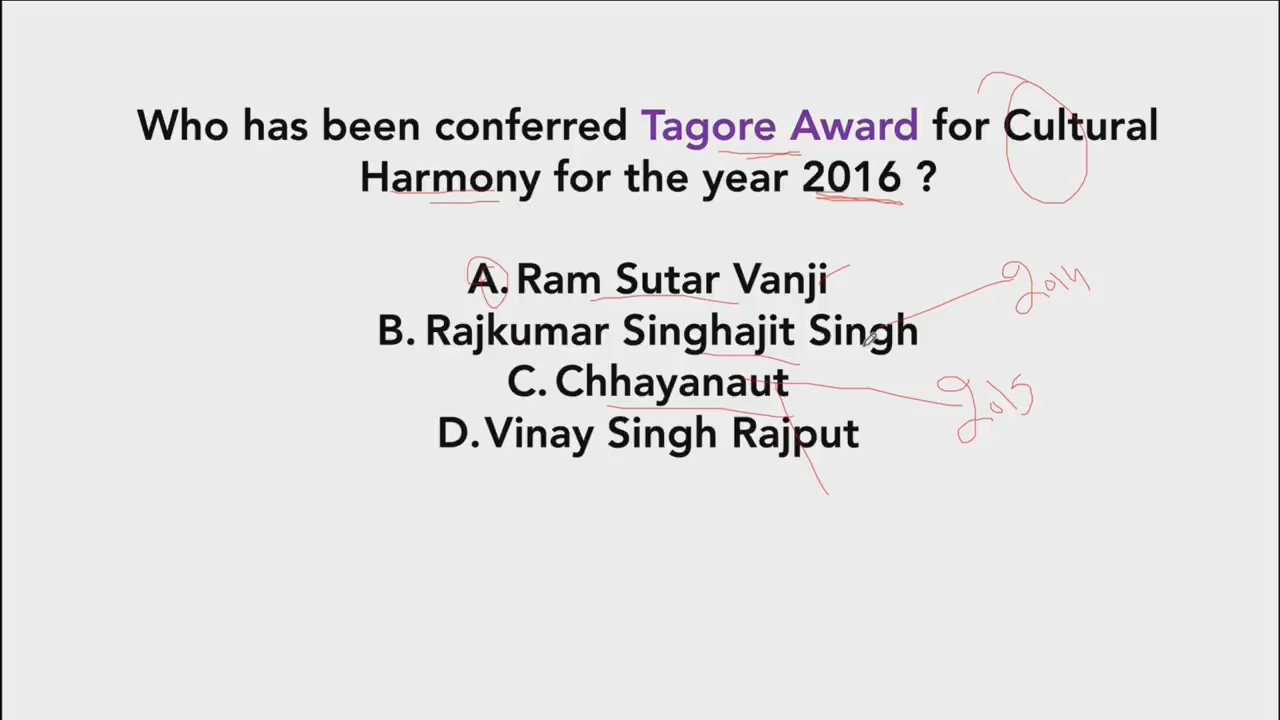 Who has been conferred Tagore Award for Cultural
Harmony for the year 2016 ?
A. Ram Sutar Vanji
B. Rajkumar Singhajit Singh
2014
C. Chhayanaut
2015
D. Vinay Singh Rajput